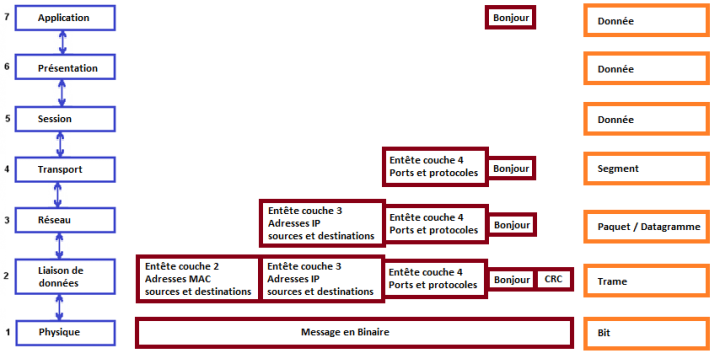 7 Application Bonjour Donnée
6 Présentation Donnée
5 Session Donnée
Entête couche 4
4 Transport Ports et protocoles Bonjour Segment
Entête couche 3 Entête couche 4
3 Réseau Adresses IP Ports et protocoles Bonjour Paquet / Datagramme
sources et destinations
Entête couche 2 Entête couche 3 Entête couche 4
2 Liaison de données Adresses MAC Adresses IP Ports et protocoles Bonjour CRC Trame
sources et destinations sources et destinations
1 Physique Message en Binaire Bit